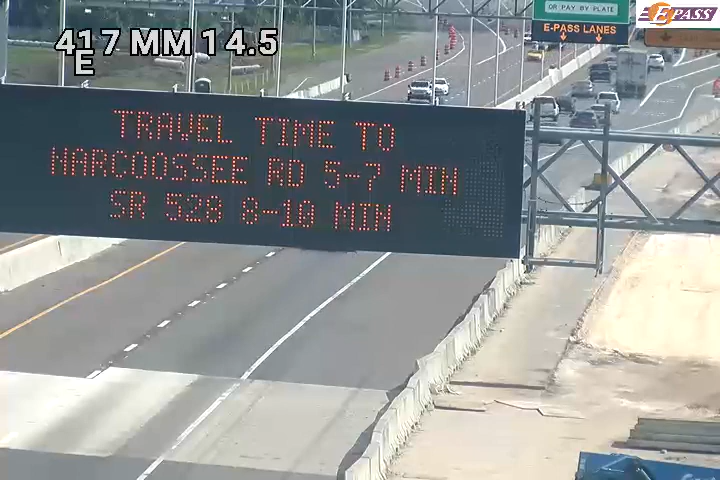 417 MM 14.5
E
OR PAY BY PLATE
E-PASS LANES
E-PASS
TRAVEL TIME TO
NARCOOSSEE RD 5-7 MIN
SR 528 8-10 MIN